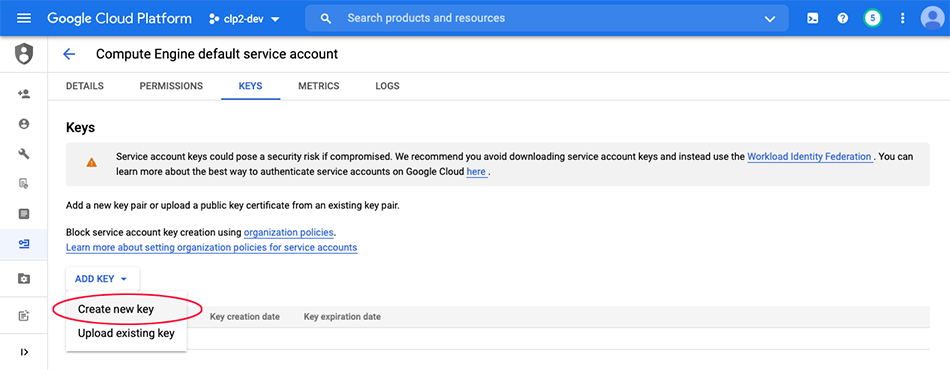 Google Cloud Platform
clp2-dev
Search products and resources
5
Compute Engine default service account
DETAILS
PERMISSIONS
KEYS
METRICS
LOGS
Keys
Service account keys could pose a security risk if compromised. We recommend you avoid downloading service account keys and instead use the Workload Identity Federation . You can
learn more about the best way to authenticate service accounts on Google Cloud here .
Add a new key pair or upload a public key certificate from an existing key pair.
Block service account key creation using organization policies.
Learn more about setting organization policies for service accounts
ADD KEY
Create new key
Key creation date
Key expiration date
Upload existing key